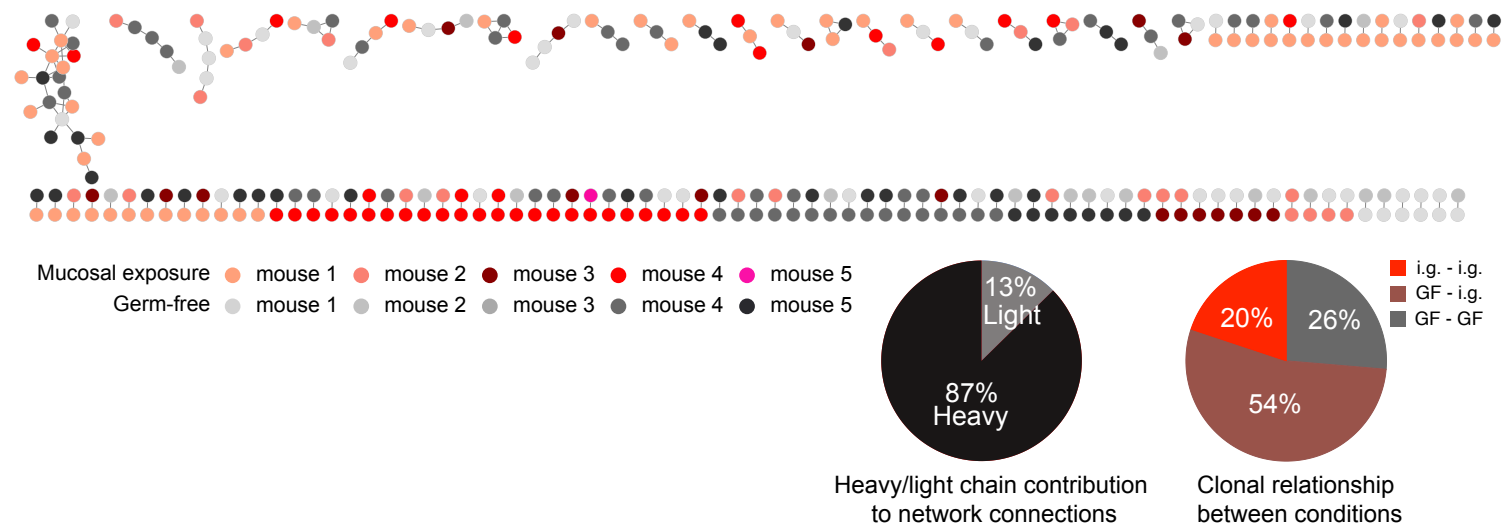 Mucosal exposure mouse 1 mouse 2 mouse 3 mouse 4 mouse 5
Germ-free mouse 1 mouse 2 mouse 3 mouse 4 mouse 5
13%
Light
87%
Heavy
Heavy/light chain contribution
to network connections
i.g. - i.g.
GF - i.g.
GF - GF
20%
26%
54%
Clonal relationship
between conditions